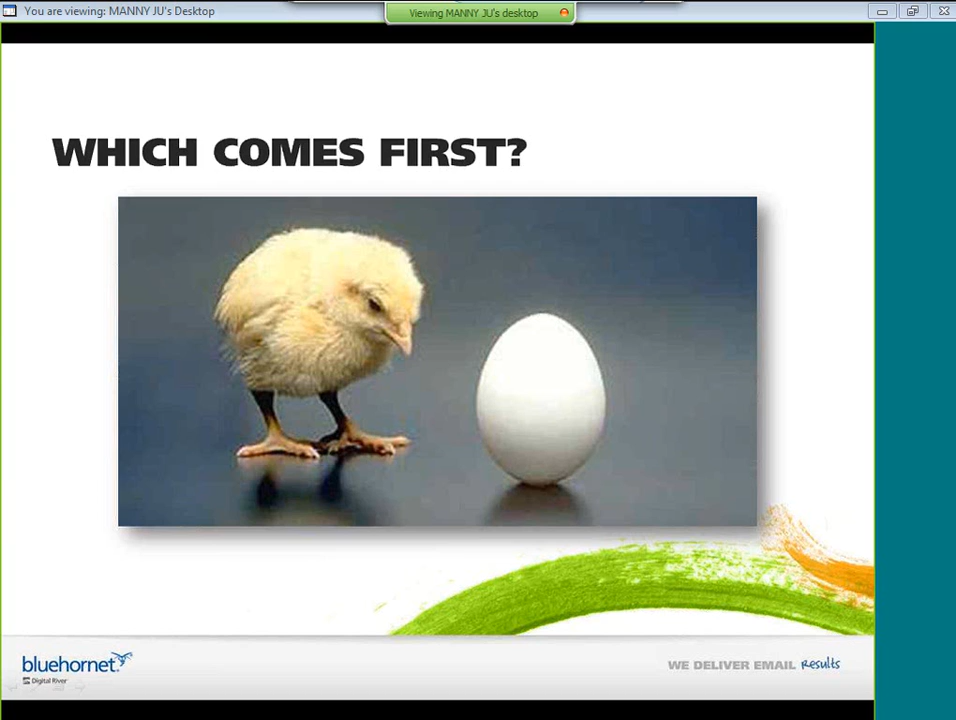 You are viewing: MANNY JU's Desktop
Viewing MANNY JU's desktop
WHICH COMES FIRST?
bluehornet
Digital River
WE DELIVER EMAIL Results